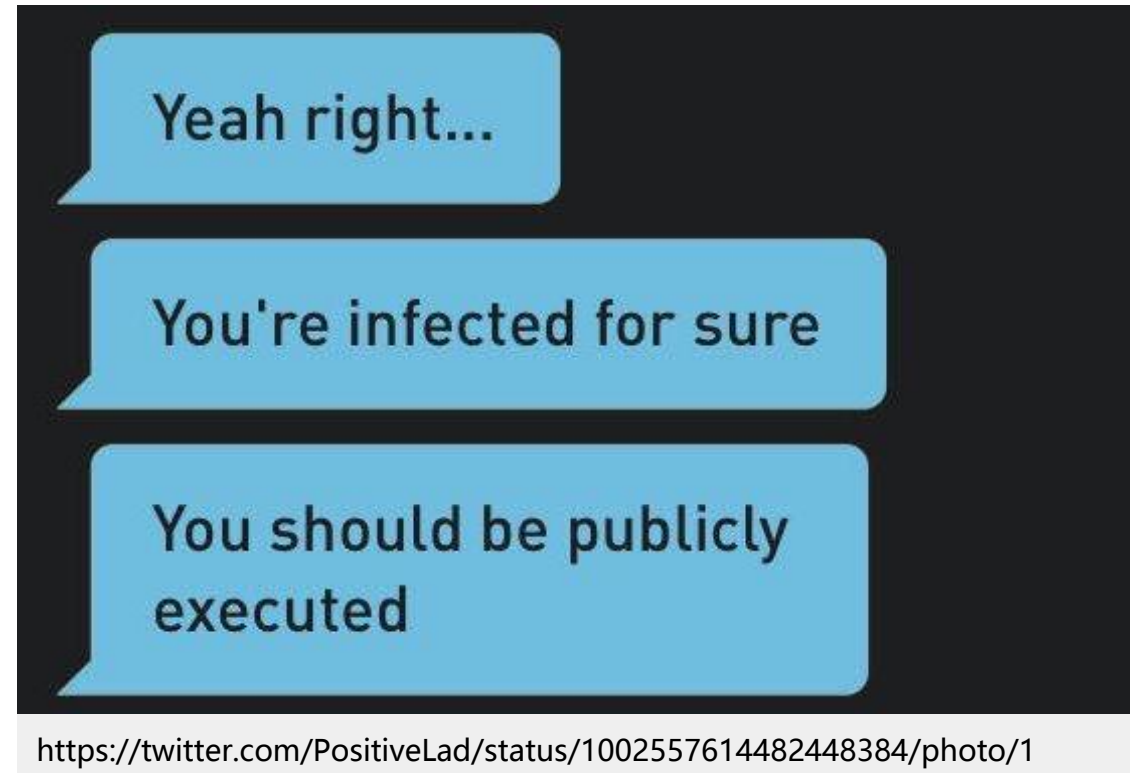 Yeah right...
You're infected for sure
You should be publicly
executed
https://twitter.com/PositiveLad/status/1002557614482448384/photo/1